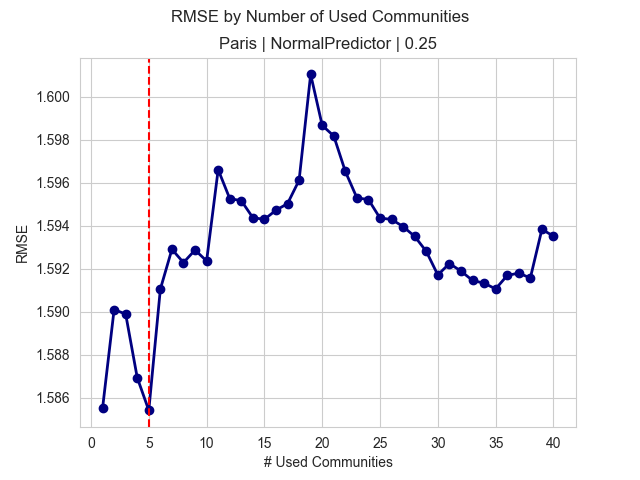 RMSE by Number of Used Communities
Paris | NormalPredictor | 0.25
1.600
1.598
1.596
1.594
1.592
1.590
1.588
1.586
RMSE
0 5 10 15 20 25 30 35 40
# Used Communities